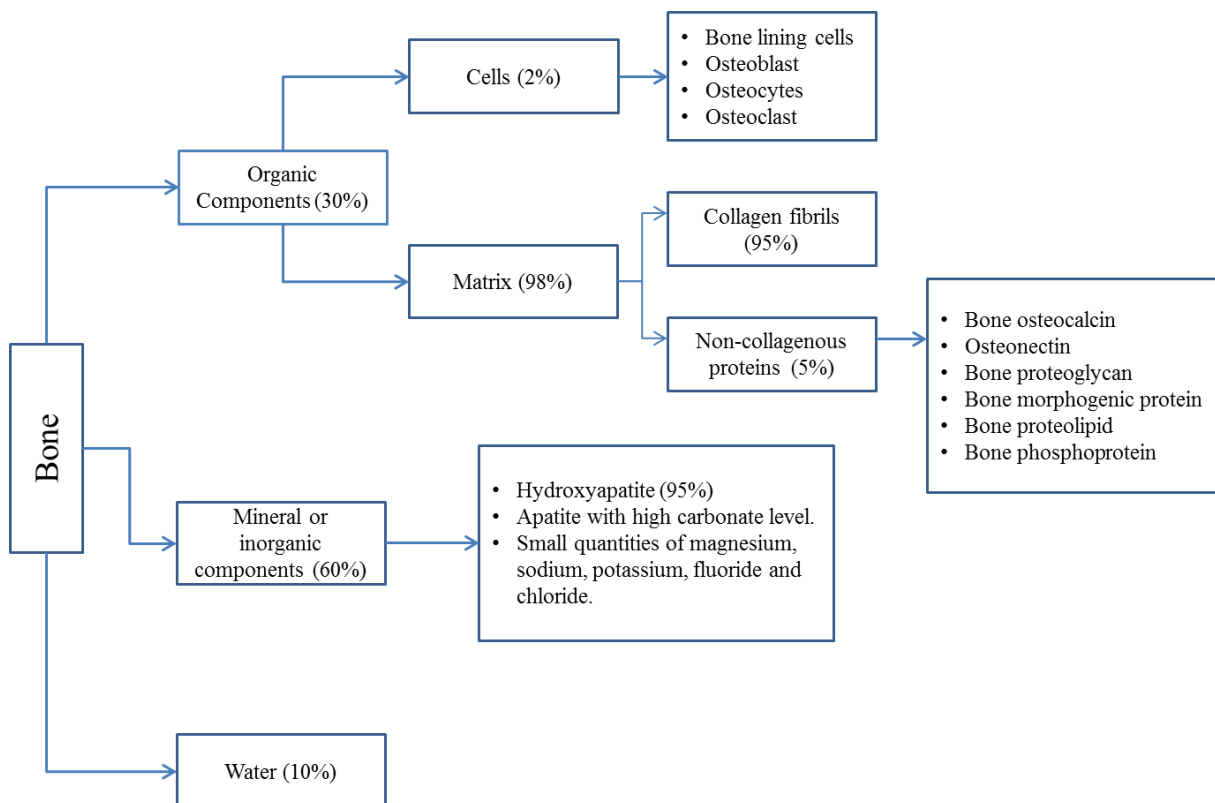 Bone
Organic
Components (30%)
Cells (2%)
• Bone lining cells
• Osteoblast
• Osteocytes
• Osteoclast
Matrix (98%)
Collagen fibrils
(95%)
Non-collagenous
proteins (5%)
• Bone osteocalcin
• Osteonectin
• Bone proteoglycan
• Bone morphogenic protein
• Bone proteolipid
• Bone phosphoprotein
Mineral or
inorganic
components (60%)
• Hydroxyapatite (95%)
• Apatite with high carbonate level.
• Small quantities of magnesium,
sodium, potassium, fluoride and
chloride.
Water (10%)